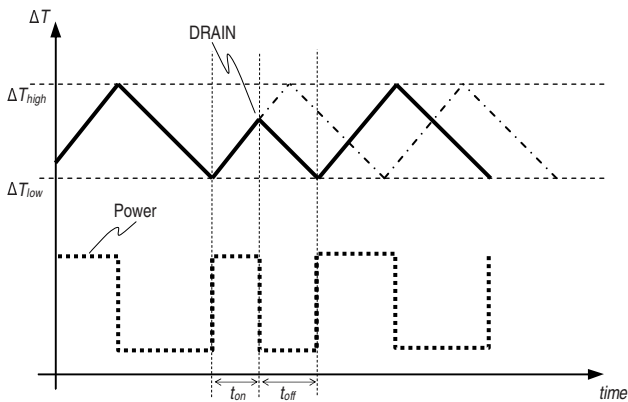 ΔT
DRAIN
ΔThigh
ΔTlow
Power
ton
toff
time